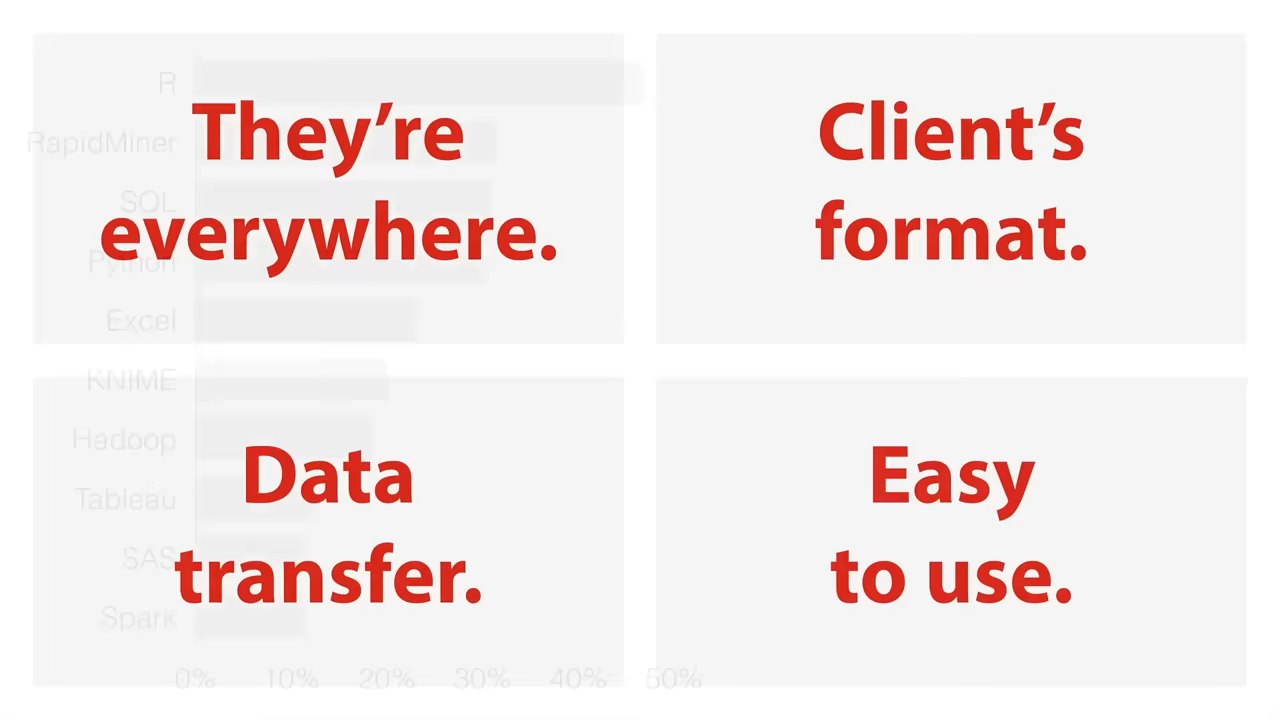 They’re
everywhere.
Client’s
format.
Data
transfer.
Easy
to use.
R
RapidMiner
SQL
Python
Excel
KNIME
Hadoop
Tableau
SAS
Spark
0% 10% 20% 30% 40% 50%